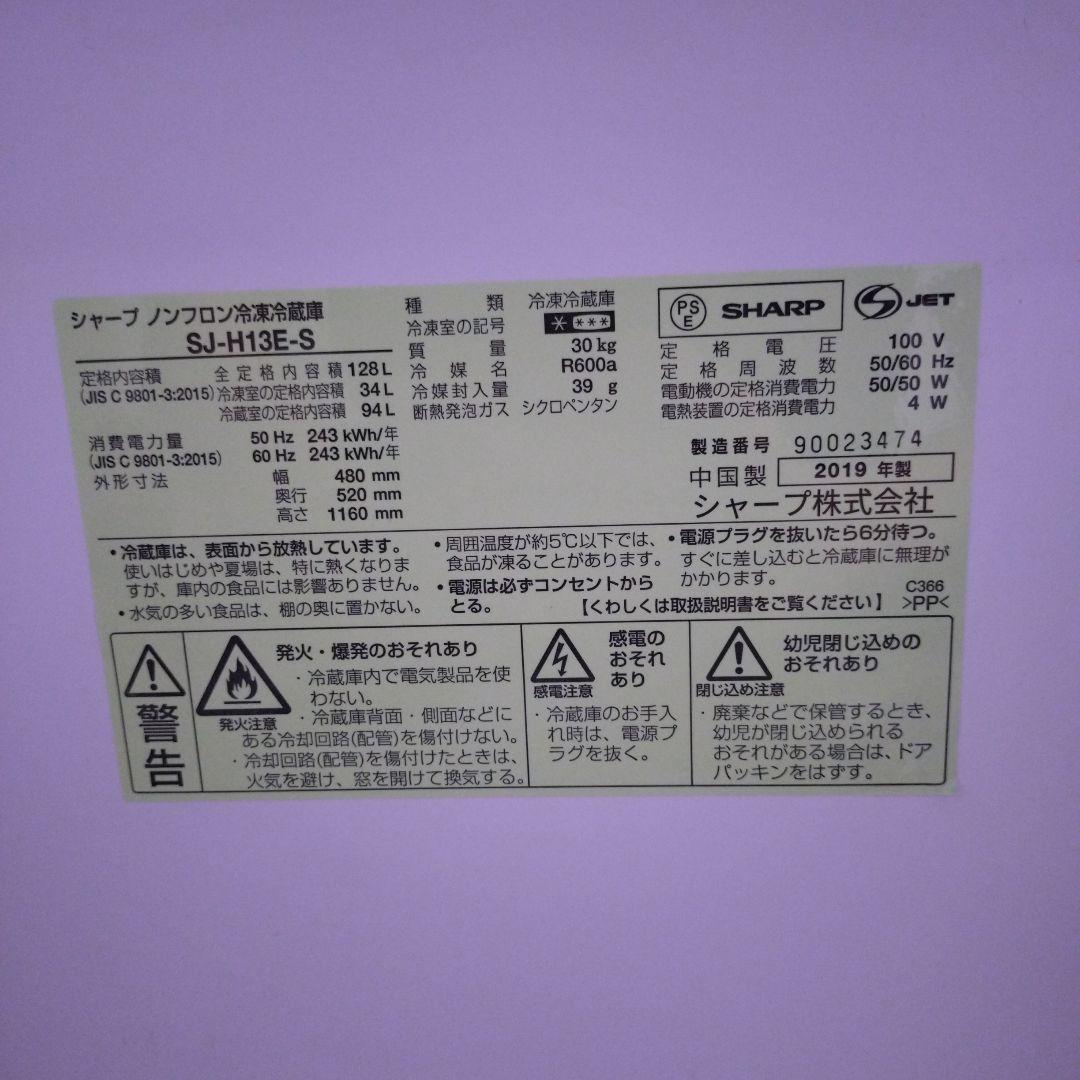 シャープ ノンフロン冷凍冷蔵庫
SJ-H13E-S
定格内容積 全定格内容積 128 L
(JIS C 9801-3:2015) 冷凍室の定格内容積 34 L
冷蔵室の定格内容積 94 L
消費電力量 50 Hz 243 kWh/年
(JIS C 9801-3:2015) 60 Hz 243 kWh/年
外形寸法 幅 480 mm
奥行 520 mm
高さ 1160 mm
種類 冷凍冷蔵庫
冷凍室の記号 * ***
質量 30 kg
冷媒名 R600a
冷媒封入量 39 g
断熱発泡ガス シクロペンタン
PS
E
SHARP
S JET
定格電圧 100 V
定格周波数 50/60 Hz
電動機の定格消費電力 50/50 W
電熱装置の定格消費電力 4 W
製造番号 90023474
中国製 2019 年製
シャープ株式会社
・冷蔵庫は、表面から放熱しています。
使いはじめや夏場は、特に熱くなりま
すが、庫内の食品には影響ありません。
・水気の多い食品は、棚の奥に置かない。
・周囲温度が約5℃以下では、
食品が凍ることがあります。
・電源は必ずコンセントから
とる。
・電源プラグを抜いたら6分待つ。
すぐに差し込むと冷蔵庫に無理が
かかります。
【くわしくは取扱説明書をご覧ください】
C366
>PP<
警告
発火注意
発火・爆発のおそれあり
・冷蔵庫内で電気製品を使
わない。
・冷蔵庫背面・側面などに
ある冷却回路(配管)を傷付けない。
・冷却回路(配管)を傷付けたときは、
火気を避け、窓を開けて換気する。
感電注意
感電の
おそれ
あり
・冷蔵庫のお手入
れ時は、電源プ
ラグを抜く。
閉じ込め注意
幼児閉じ込めの
おそれあり
・廃棄などで保管するとき、
幼児が閉じ込められる
おそれがある場合は、ドア
パッキンをはずす。